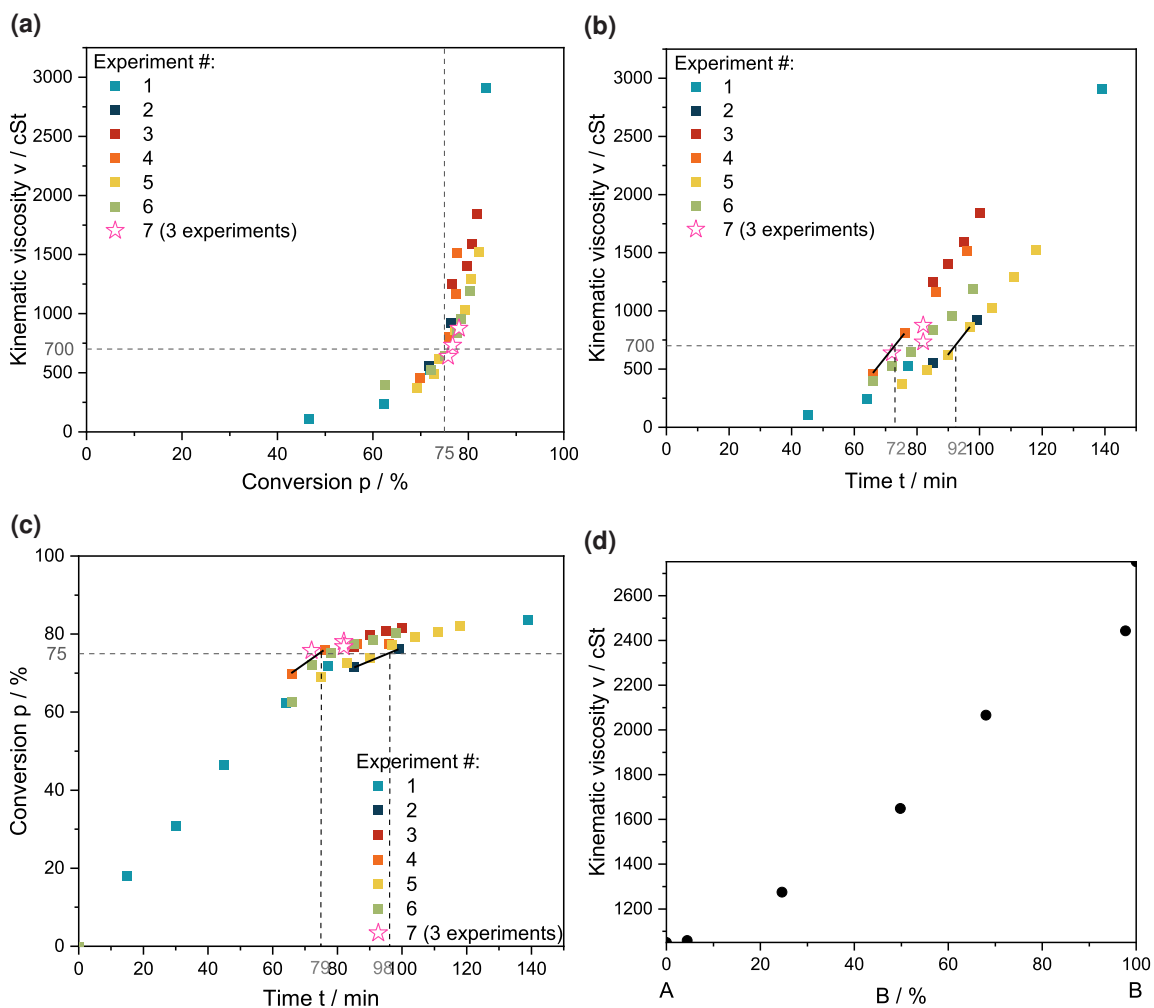 (a)
Experiment #:
1
2
3
4
5
6
7 (3 experiments)
3000
2500
2000
1500
1000
700
500
0
Kinematic viscosity v / cSt
0 20 40 60 75 80 100
Conversion p / %
(b)
Experiment #:
1
2
3
4
5
6
7 (3 experiments)
3000
2500
2000
1500
1000
700
500
0
Kinematic viscosity v / cSt
0 20 40 60 72 80 92 100 120 140
Time t / min
(c)
100
80
75
60
40
20
0
Conversion p / %
Experiment #:
1
2
3
4
5
6
7 (3 experiments)
0 20 40 60 79 80 98 100 120 140
Time t / min
(d)
2600
2400
2200
2000
1800
1600
1400
1200
Kinematic viscosity v / cSt
0 20 40 60 80 100
A B / % B